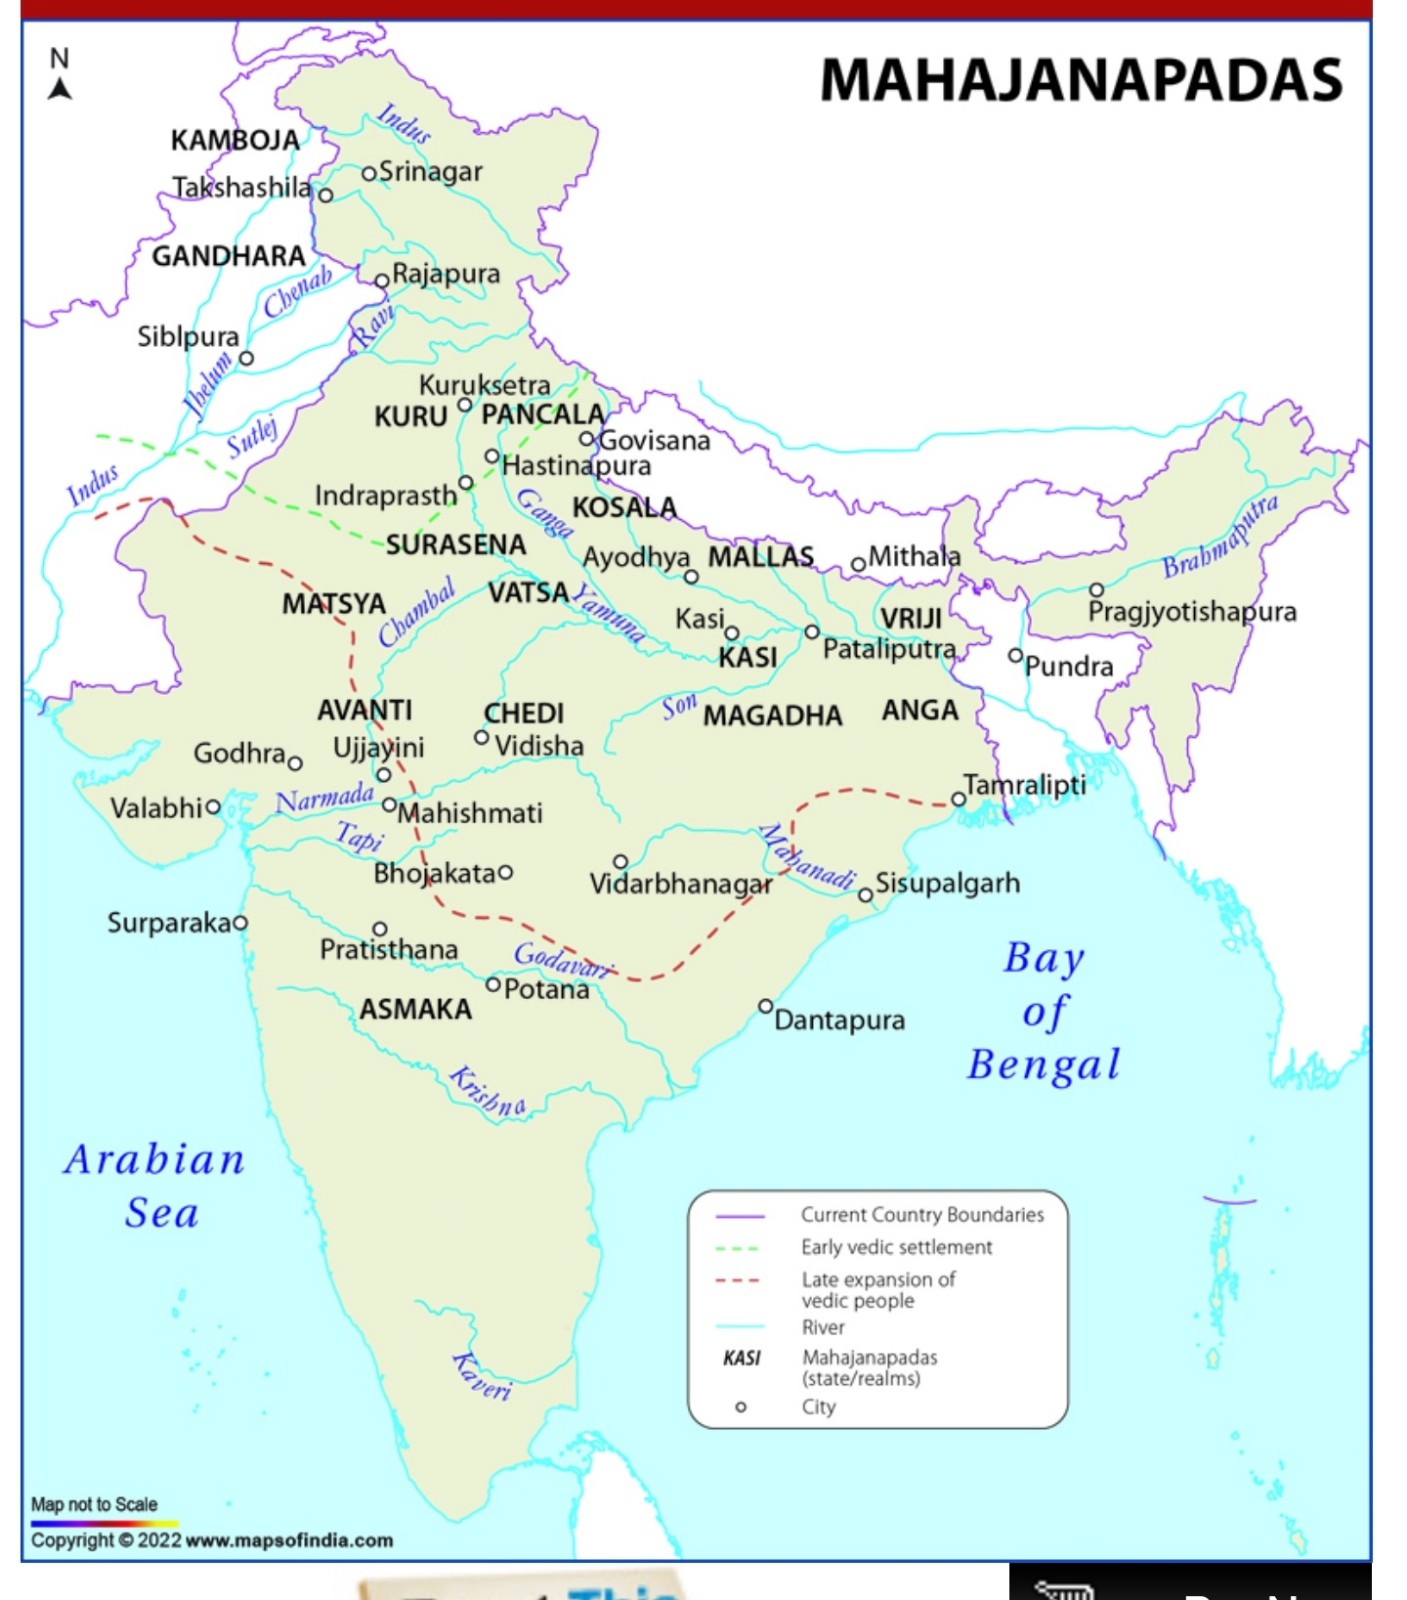 MAHAJANAPADAS
N
Indus
KAMBOJA
Srinagar
Takshashila
GANDHARA
Chenab
Rajapura
Ravi
Siblpura
Jhelum
Kuruksetra
KURU
PANCALA
Sutlej
Govisana
Hastinapura
Indus
Indraprasth
Ganga
KOSALA
Brahmaputra
SURASENA
Ayodhya
MALLAS
Mithala
MATSYA
Chambal
VATSA
Yamuna
Kasi
VRIJI
Pragjyotishapura
KASI
Pataliputra
Pundra
AVANTI
CHEDI
Son
MAGADHA
ANGA
Godhra
Ujjayini
Vidisha
Valabhi
Narmada
Mahishmati
Tamralipti
Tapi
Mahanadi
Bhojakata
Vidarbhanagar
Sisupalgarh
Surparaka
Pratisthana
Godavari
Potana
ASMAKA
Dantapura
Bay
of
Bengal
Krishna
Arabian
Sea
Kaveri
Current Country Boundaries
Early vedic settlement
Late expansion of
vedic people
River
KASI
Mahajanapadas
(state/realms)
City
Map not to Scale
Copyright © 2022 www.mapsofindia.com
This